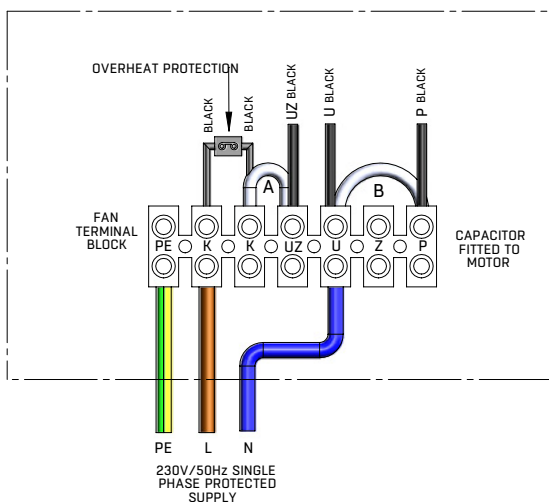 OVERHEAT PROTECTION
BLACK
BLACK
UZ BLACK
U BLACK
P BLACK
A
B
FAN
TERMINAL
BLOCK
PE
K
K
UZ
U
Z
P
CAPACITOR
FITTED TO
MOTOR
PE
L
N
230V/50Hz SINGLE
PHASE PROTECTED
SUPPLY